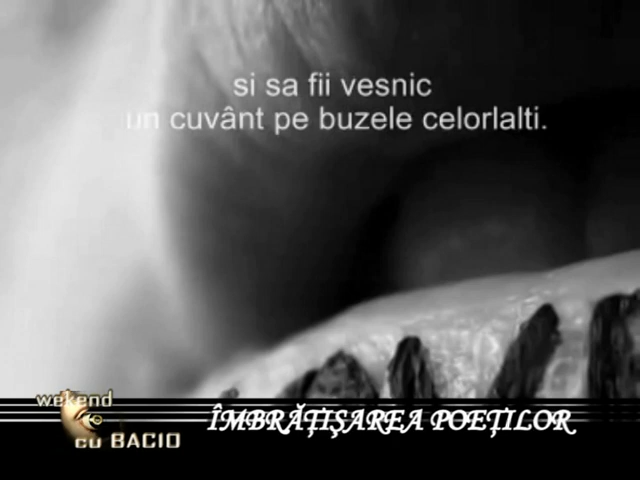 si sa fii vesnic
un cuvânt pe buzele celorlalti.
wekend
cu BACIO
ÎMBRĂȚIȘAREA POEȚILOR